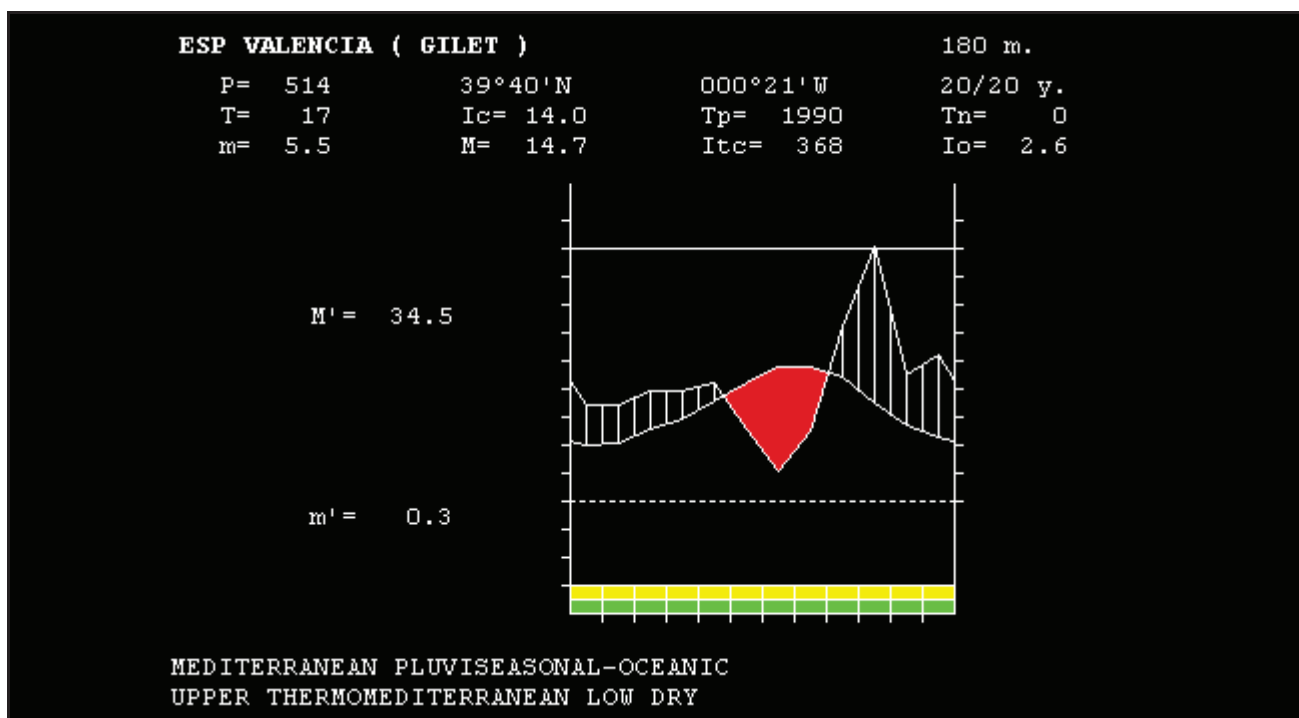 ESP VALENCIA ( GILET ) 180 m.
P= 514 39°40'N 000°21'W 20/20 y.
T= 17 Ic= 14.0 Tp= 1990 Tn= 0
m= 5.5 M= 14.7 Itc= 368 Io= 2.6
M'= 34.5
m'= 0.3
MEDITERRANEAN PLUVISEASONAL-OCEANIC
UPPER THERMOMEDITERRANEAN LOW DRY